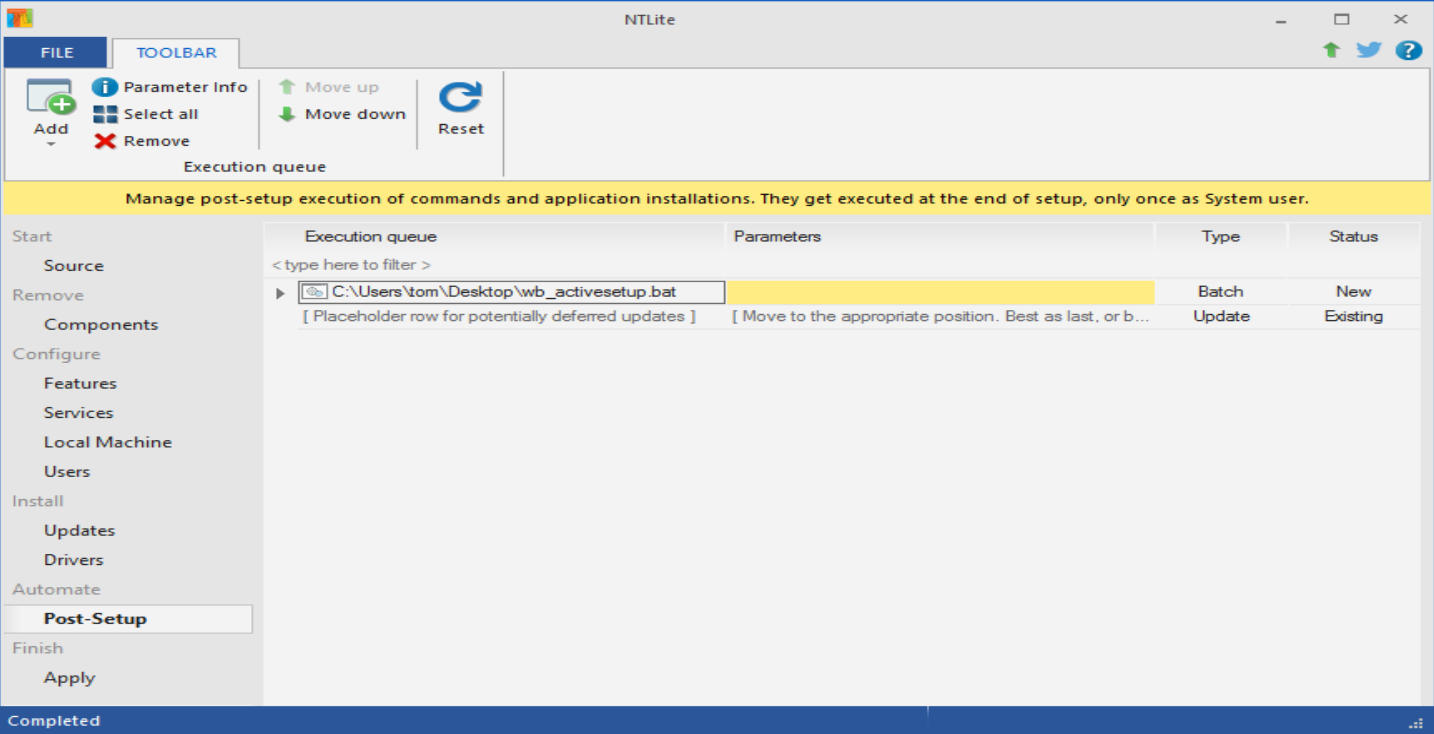 NTLite
FILE
TOOLBAR
Add
Parameter Info
Select all
Remove
Move up
Move down
Reset
Execution queue
Manage post-setup execution of commands and application installations. They get executed at the end of setup, only once as System user.
Start
Source
Remove
Components
Configure
Features
Services
Local Machine
Users
Install
Updates
Drivers
Automate
Post-Setup
Finish
Apply
Execution queue Parameters Type Status
< type here to filter >
C:\Users\tom\Desktop\wb_activesetup.bat Batch New
[ Placeholder row for potentially deferred updates ] [ Move to the appropriate position. Best as last, or b... Update Existing
Completed